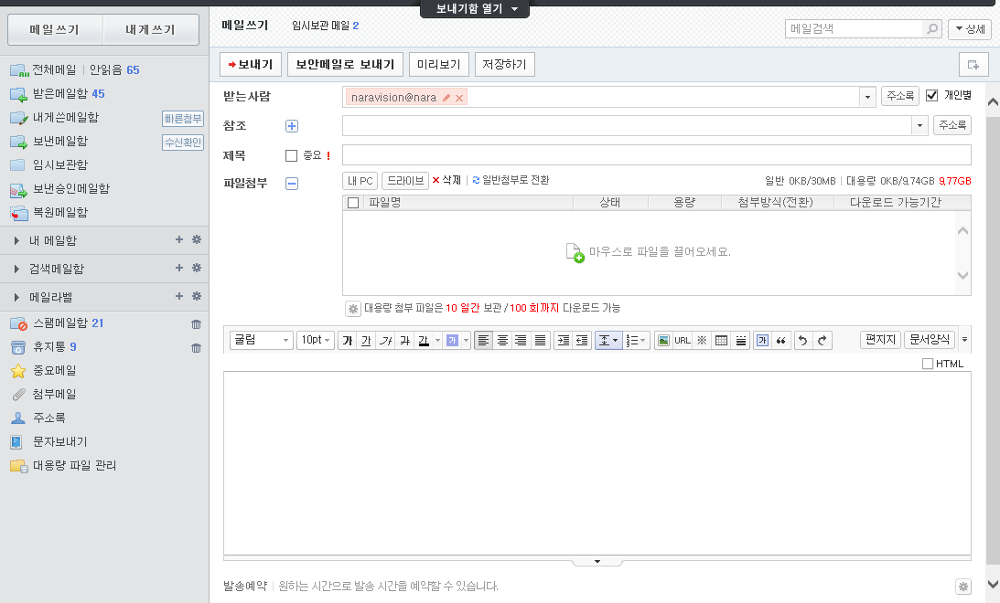 보내기함 열기
메일쓰기 내게쓰기
전체메일 안읽음 65
받은메일함 45
내게쓴메일함 빠른첨부
보낸메일함 수신확인
임시보관함
보낸승인메일함
복원메일함
내 메일함
검색메일함
메일라벨
스팸메일함 21
휴지통 9
중요메일
첨부메일
주소록
문자보내기
대용량 파일 관리
메일쓰기 임시보관 메일 2 메일검색 상세
보내기 보안메일로 보내기 미리보기 저장하기
받는사람 naravision@nara 주소록 개인별
참조 주소록
제목 중요 !
파일첨부 내 PC 드라이브 삭제 일반첨부로 전환 일반 0KB/30MB 대용량 0KB/9.74GB 9.77GB
파일명 상태 용량 첨부방식(전환) 다운로드 가능기간
마우스로 파일을 끌어오세요.
대용량 첨부 파일은 10 일간 보관 / 100 회까지 다운로드 가능
굴림 10pt 가 가 가 가 가 가 URL ※ 가 편지지 문서양식
HTML
발송예약 원하는 시간으로 발송 시간을 예약할 수 있습니다.